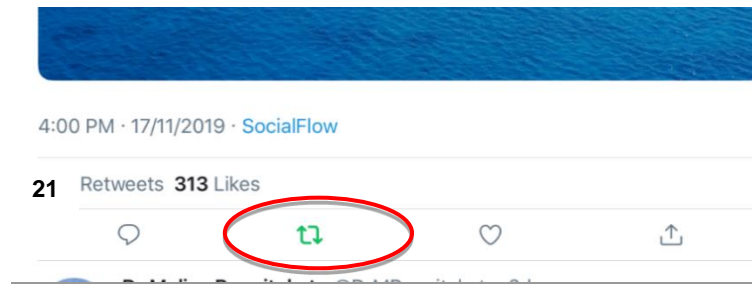 4:00 PM · 17/11/2019 · SocialFlow
21 Retweets 313 Likes